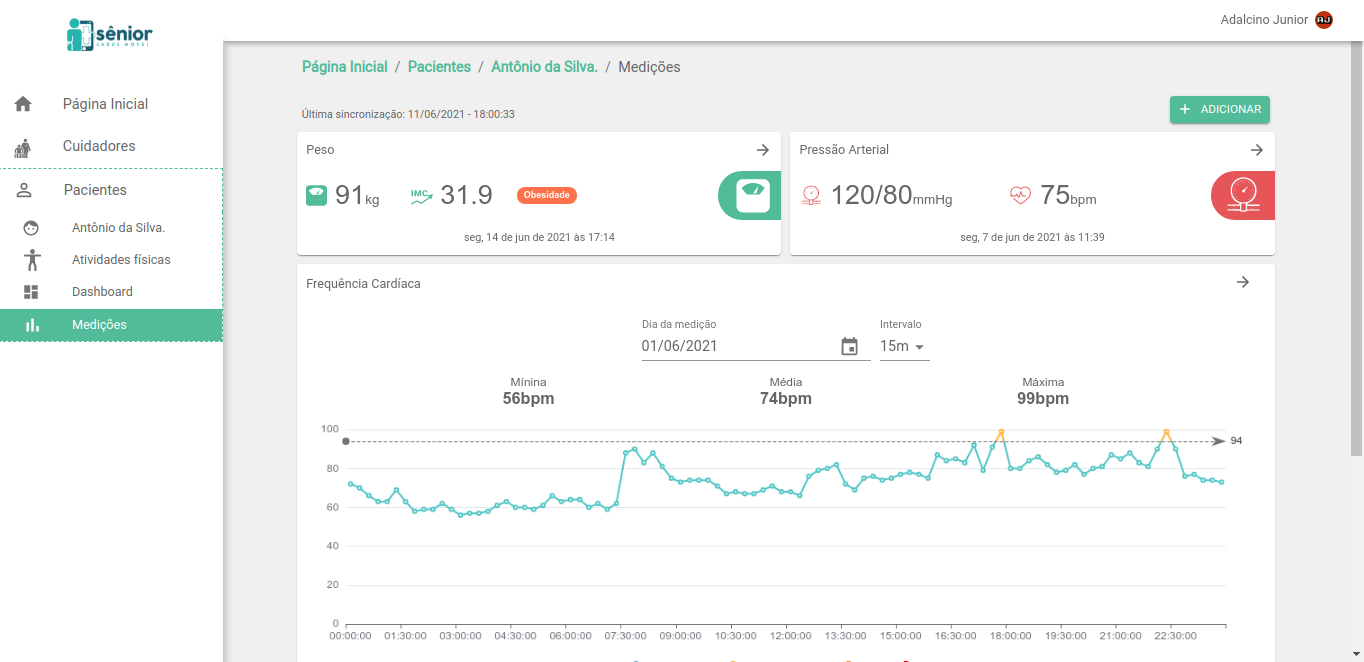 sênior
SAÚDE MÓVEL
Adalcino Junior
AJ
Página Inicial
Cuidadores
Pacientes
Antônio da Silva.
Atividades físicas
Dashboard
Medições
Página Inicial / Pacientes / Antônio da Silva. / Medições
Última sincronização: 11/06/2021 - 18:00:33
+ ADICIONAR
Peso
91kg
IMC
31.9
Obesidade
seg, 14 de jun de 2021 às 17:14
Pressão Arterial
120/80mmHg
75bpm
seg, 7 de jun de 2021 às 11:39
Frequência Cardíaca
Dia da medição
01/06/2021
Intervalo
15m
Mínina
56bpm
Média
74bpm
Máxima
99bpm
100
94
80
60
40
20
0
00:00:00 01:30:00 03:00:00 04:30:00 06:00:00 07:30:00 09:00:00 10:30:00 12:00:00 13:30:00 15:00:00 16:30:00 18:00:00 19:30:00 21:00:00 22:30:00